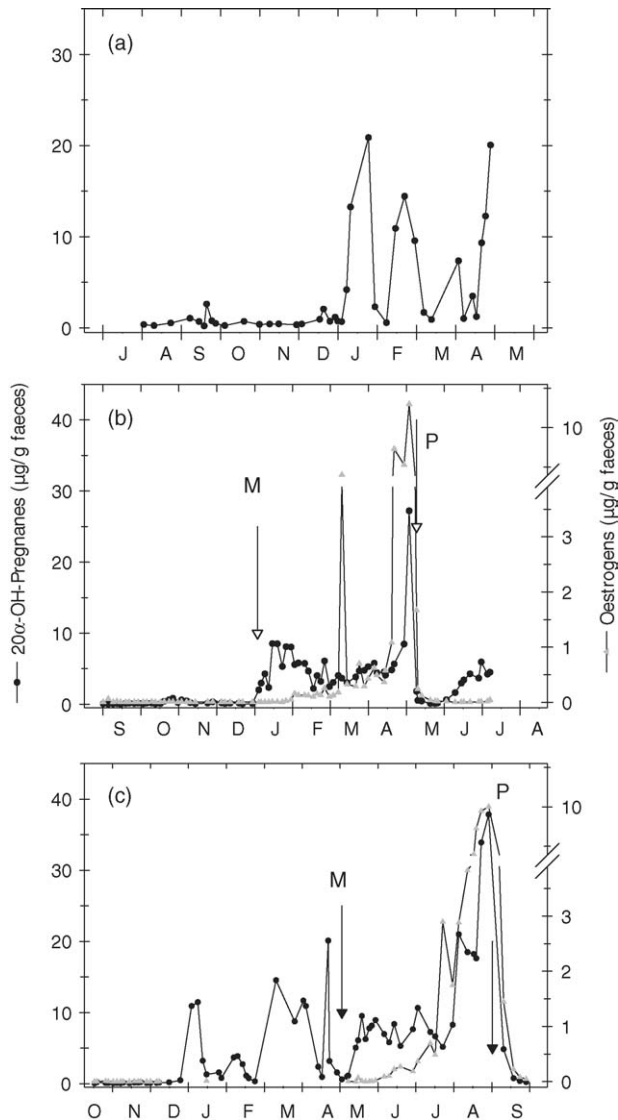 (a)
30
20
10
0
J A S O N D J F M A M
(b)
40
30
20
10
0
10
3
2
1
0
M
P
S O N D J F M A M J J A
(c)
40
30
20
10
0
10
3
2
1
0
M
P
O N D J F M A M J J A S
20α-OH-Pregnanes (µg/g faeces)
Oestrogens (µg/g faeces)